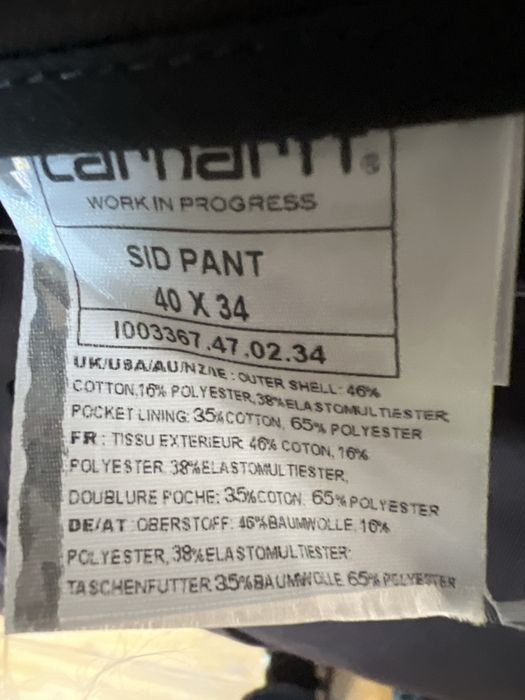 carhartt®
WORK IN PROGRESS
SID PANT
40 X 34
I003367.47.02.34
UK/USA/AU/NZ/IE : OUTER SHELL: 46%
COTTON,16% POLYESTER,38%ELASTOMULTIESTER
POCKET LINING: 35%COTTON, 65% POLYESTER
FR : TISSU EXTERIEUR 46% COTON, 16%
POLYESTER 38%ELASTOMULTIESTER,
DOUBLURE POCHE: 35%COTON. 65%POLYESTER
DE/AT :OBERSTOFF: 46%BAUMWOLLE, 16%
POLYESTER, 38%ELASTOMULTIESTER:
TASCHENFUTTER 35%BAUMWOLLE 65% POLYESTER